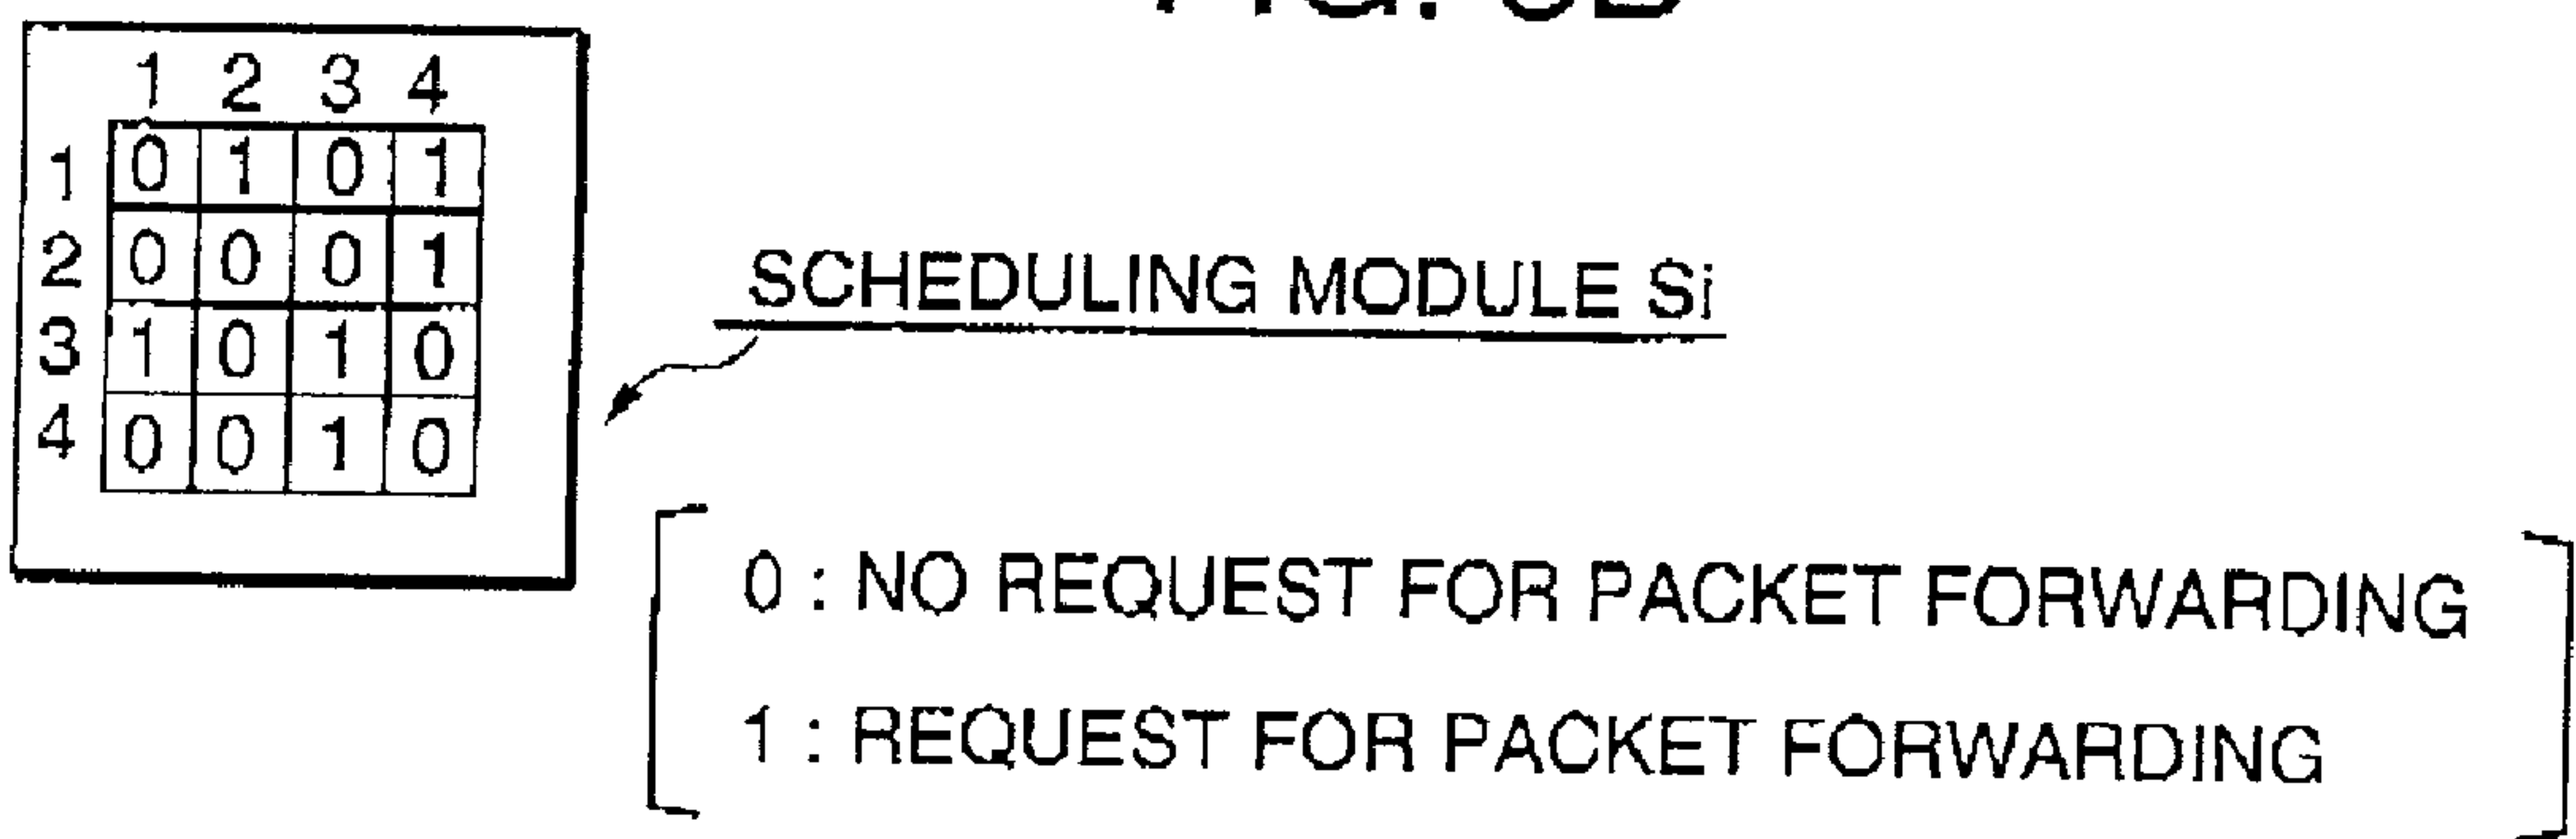 1 2 3 4
1 0 1 0 1
2 0 0 0 1
3 1 0 1 0
4 0 0 1 0
SCHEDULING MODULE Si
0 : NO REQUEST FOR PACKET FORWARDING
1 : REQUEST FOR PACKET FORWARDING